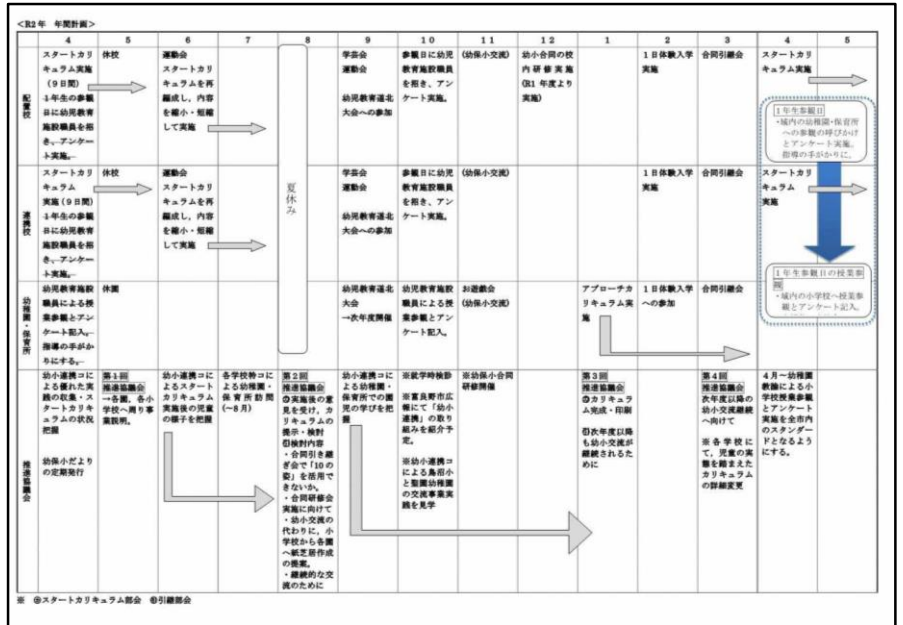 <R2年 年間計画>
4 5 6 7 8 9 10 11 12 1 2 3 4 5
配置校
スタートカリ
キュラム実施
(9日間)
1年生の参観
日に幼児教育
施設職員を招
き、アンケー
ト実施。
休校
運動会
スタートカリ
キュラムを再
編成し,内容
を縮小・短縮
して実施
学芸会
運動会
幼児教育道北
大会への参加
参観日に幼児
教育施設職員
を招き、アン
ケート実施。
(幼保小交流)
幼小合同の校
内研修実施
(R1 年度より
実施)
1日体験入学
実施
合同引継会
スタートカリ
キュラム実施
1年生参観日
・域内の幼稚園・保育所
への参観の呼びかけ
とアンケート実施。
指導の手がかりに。
連携校
スタートカリ
キュラム
実施(9日間)
1年生の参観
日に幼児教育
施設職員を招
き、アンケー
ト実施。
休校
運動会
スタートカリ
キュラムを再
編成し,内容
を縮小・短縮
して実施
夏休み
学芸会
運動会
幼児教育道北
大会への参加
参観日に幼児
教育施設職員
を招き、アン
ケート実施。
(幼保小交流)
1日体験入学
実施
合同引継会
スタートカリ
キュラム
実施
1年生参観日の授業参
観
・域内の小学校へ授業参
観とアンケート記入。
幼稚園・保育所
幼児教育施設
職員による授
業参観とアン
ケート記入。
指導の手がか
りにする。
休園
幼児教育道北
大会
→次年度開催
幼児教育施設
職員による授
業参観とアン
ケート記入。
お遊戯会
(幼保小交流)
アプローチカ
リキュラム実
施
1日体験入学
への参加
合同引継会
推進協議会
幼小連携コに
よる優れた実
践の収集・ス
タートカリキ
ュラムの状況
把握
幼保小だより
の定期発行
第1回
推進協議会
→各園、各小
学校へ周り事
業説明。
幼小連携コに
よるスタート
カリキュラム
実施後の児童
の様子を把握
各学校特コに
よる幼稚園・
保育所訪問
(~8月)
第2回
推進協議会
㋜実施後の意
見を受け,カ
リキュラムの
提示・検討
㋪検討内容
・合同引き継
ぎ会で「10の
姿」を活用で
きないか。
・合同研修会
実施に向けて
・幼小交流の
代わりに,小
学校から各園
へ紙芝居作成
の提案。
・継続的な交
流のために
幼小連携コに
よる幼稚園・
保育所での園
児の学びを把
握
※就学時検診
※富良野市広
報にて「幼小
連携」の取り
組みを紹介予
定。
※幼小連携コ
による鳥沼小
と聖園幼稚園
の交流事業実
践を見学
※幼保小合同
研修開催
第3回
推進協議会
㋜カリキュラ
ム完成・印刷
㋪次年度以降
も幼小交流が
継続されるた
めに
第4回
推進協議会
次年度以降の
幼小交流継続
へ向けて
※各学校に
て,児童の実
態を踏まえた
カリキュラム
の詳細変更
4月~幼稚園
教諭による小
学校授業参観
とアンケート
実施を全市内
のスタンダー
ドとなるよう
にする。
※ ㋜スタートカリキュラム部会 ㋪引継部会